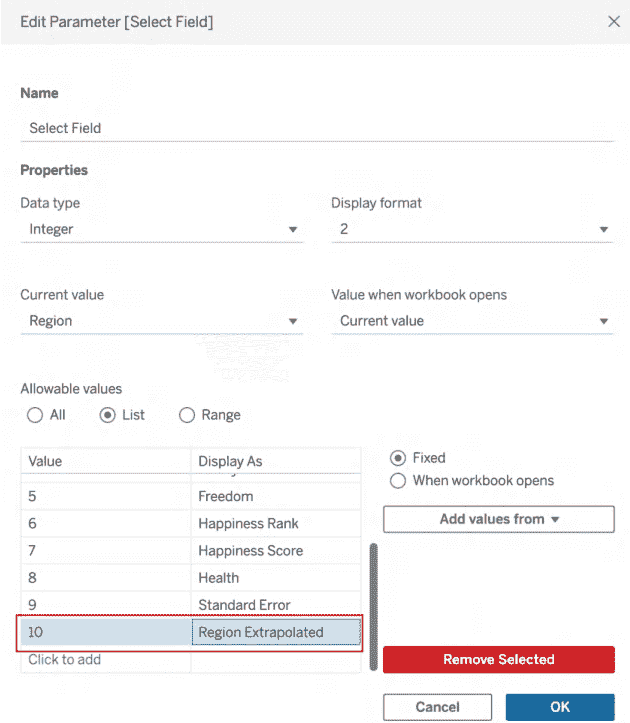 Edit Parameter [Select Field]
Name
Select Field
Properties
Data type
Display format
Integer
2
Current value
Value when workbook opens
Region
Current value
Allowable values
All
List
Range
Value
Display As
Fixed
When workbook opens
5
Freedom
6
Happiness Rank
Add values from
7
Happiness Score
8
Health
9
Standard Error
10
Region Extrapolated
Click to add
Remove Selected
Cancel
OK